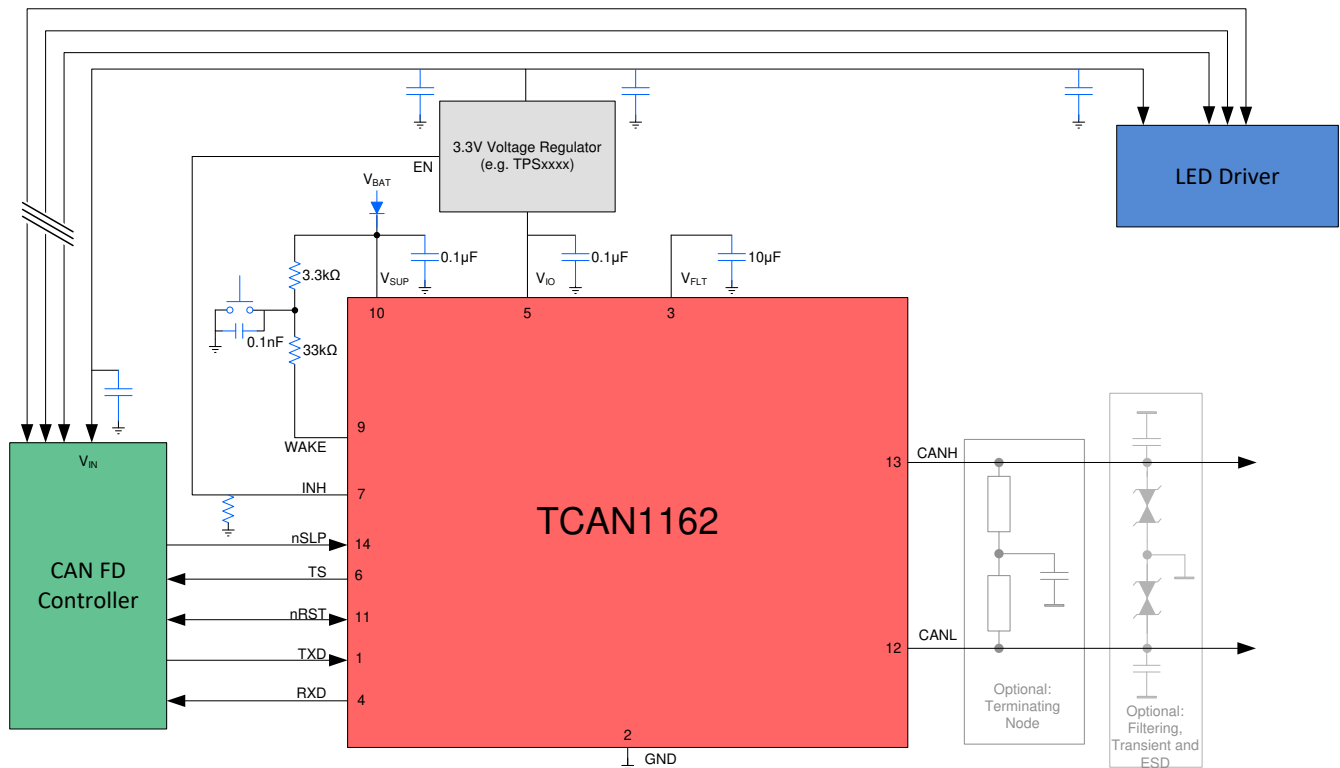 3.3V Voltage Regulator
(e.g. TPSxxxx)
EN
LED Driver
VBAT
0.1µF
0.1µF
10µF
3.3kΩ
VSUP
VIO
VFLT
10
5
3
0.1nF
33kΩ
9
WAKE
VIN
CANH
13
INH
7
TCAN1162
nSLP
14
CAN FD
Controller
TS
6
nRST
11
CANL
12
TXD
1
RXD
4
Optional:
Terminating
Node
Optional:
Filtering,
Transient and
ESD
2
GND